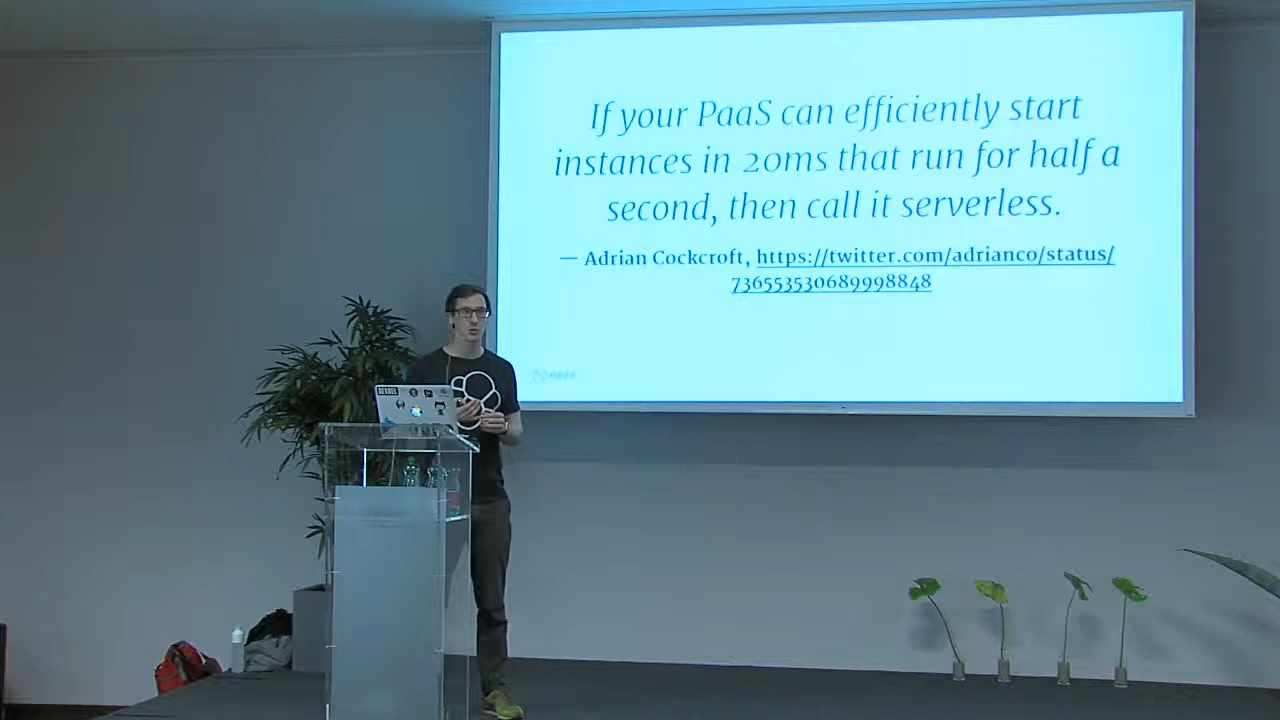 If your PaaS can efficiently start
instances in 20ms that run for half a
second, then call it serverless.
— Adrian Cockcroft, https://twitter.com/adrianco/status/
736553530689998848